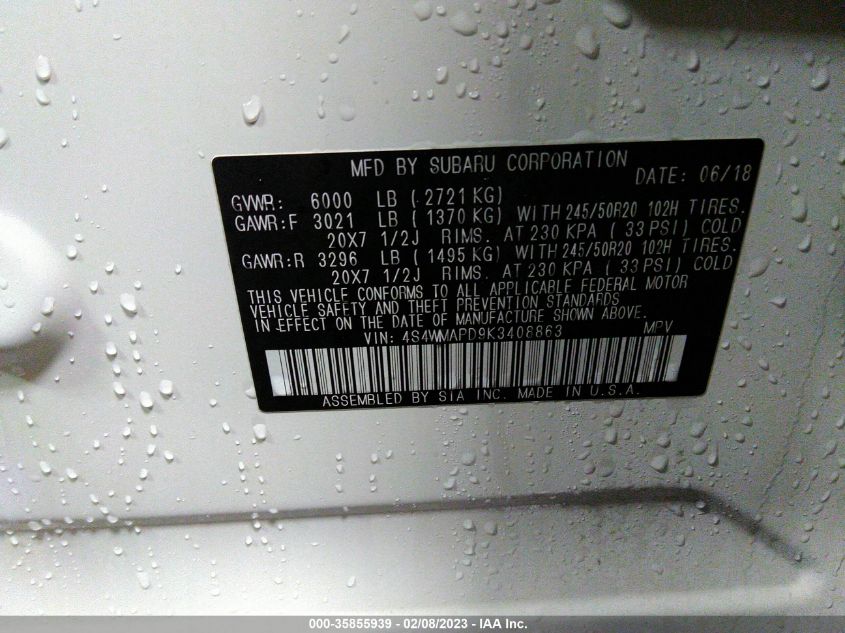 MFD BY SUBARU CORPORATION
DATE: 06/18
GVWR: 6000 LB ( 2721 KG)
GAWR:F 3021 LB ( 1370 KG) WITH 245/50R20 102H TIRES.
20X7 1/2J RIMS. AT 230 KPA ( 33 PSI) COLD
GAWR:R 3296 LB ( 1495 KG) WITH 245/50R20 102H TIRES.
20X7 1/2J RIMS. AT 230 KPA ( 33 PSI) COLD
THIS VEHICLE CONFORMS TO ALL APPLICABLE FEDERAL MOTOR
VEHICLE SAFETY AND THEFT PREVENTION STANDARDS
IN EFFECT ON THE DATE OF MANUFACTURE SHOWN ABOVE.
VIN: 4S4WMAPD9K3408863 MPV
ASSEMBLED BY SIA INC. MADE IN U.S.A.
000-35855939 - 02/08/2023 - IAA Inc.